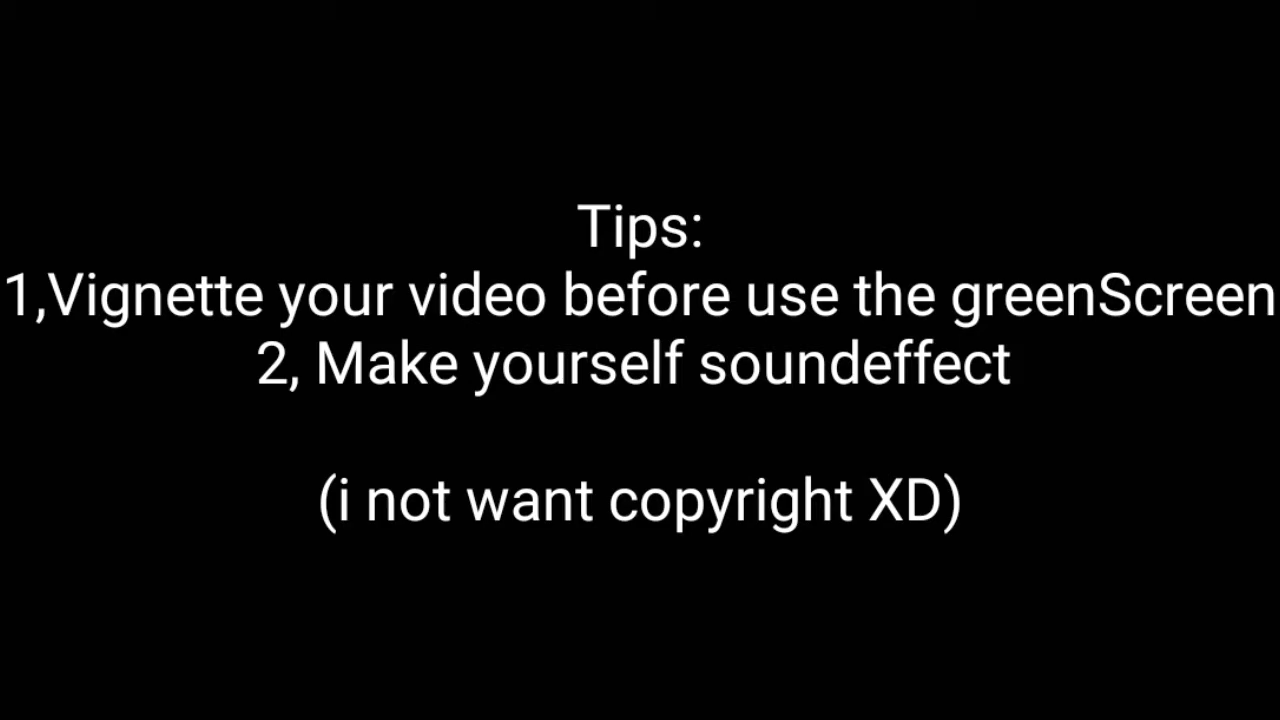 Tips:
1,Vignette your video before use the greenScreen
2, Make yourself soundeffect
(i not want copyright XD)